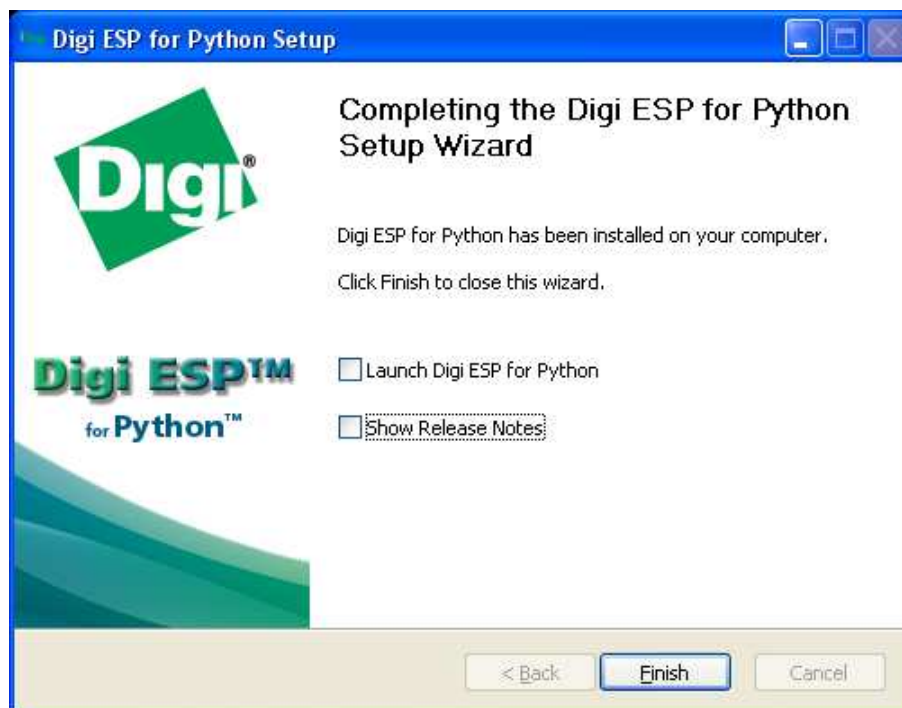 Digi ESP for Python Setup
Digi®
Completing the Digi ESP for Python
Setup Wizard
Digi ESP for Python has been installed on your computer.
Click Finish to close this wizard.
Digi ESP™
for Python™
Launch Digi ESP for Python
Show Release Notes
< Back
Finish
Cancel